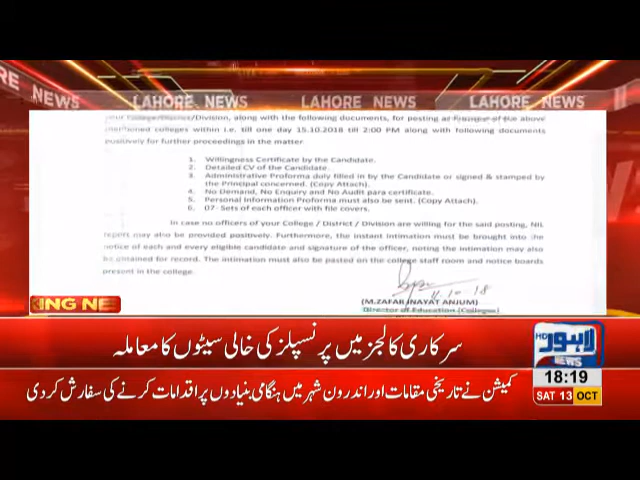 RE NEWS
LAHORE NEWS
LAHORE NEWS
LAHORE NEWS
your College/District/Division, along with the following documents, for posting as Principal of the above
mentioned colleges within i.e. till one day 15.10.2018 till 2:00 PM along with following documents
positively for further proceedings in the matter
1. Willingness Certificate by the Candidate.
2. Detailed CV of the Candidate.
3. Administrative Proforma duly filled in by the Candidate or signed & stamped by
the Principal concerned. (Copy Attach).
4. No Demand, No Enquiry and No Audit para certificate.
5. Personal Information Proforma must also be sent. (Copy Attach).
6. 07- Sets of each officer with file covers.
In case no officers of your College / District / Division are willing for the said posting, NIL
report may also be provided positively. Furthermore, the instant intimation must be brought into the
notice of each and every eligible candidate and signature of the officer, noting the intimation may also
be obtained for record. The intimation must also be pasted on the college staff room and notice boards
present in the college.
11-10-18
(M.ZAFAR INAYAT ANJUM)
Director of Education (Colleges)
KING NE
سرکاری کالجز میں پرنسپلز کی خالی سیٹوں کا معاملہ
HD لاہور
NEWS
18:19
کمیشن نے تاریخی مقامات اور اندرون شہر میں ہنگامی بنیادوں پر اقدامات کرنے کی سفارش کر دی
SAT 13 OCT